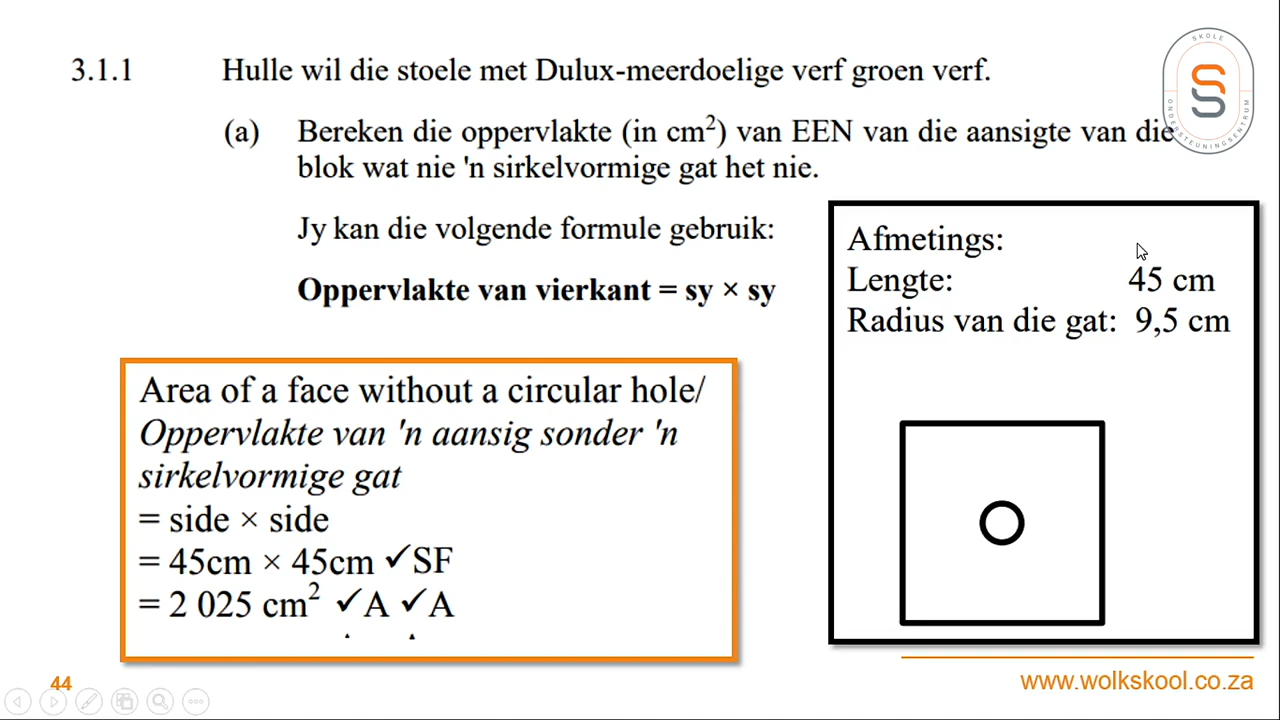 3.1.1 Hulle wil die stoele met Dulux-meerdoelige verf groen verf.
(a) Bereken die oppervlakte (in cm²) van EEN van die aansigte van die
blok wat nie 'n sirkelvormige gat het nie.
Jy kan die volgende formule gebruik:
Oppervlakte van vierkant = sy × sy
Afmetings:
Lengte: 45 cm
Radius van die gat: 9,5 cm
Area of a face without a circular hole/
Oppervlakte van 'n aansig sonder 'n
sirkelvormige gat
= side × side
= 45cm × 45cm ✓SF
= 2 025 cm² ✓A ✓A
SKOLE
ONDERSTEUNINGSENTRUM
44
www.wolkskool.co.za